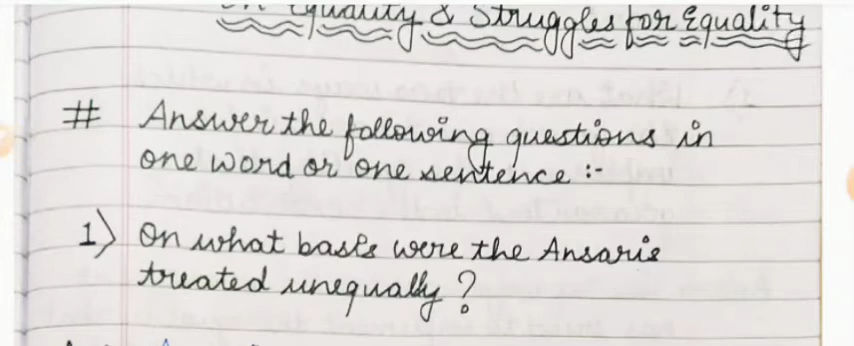 on Equality & Struggles for Equality
# Answer the following questions in
one word or one sentence :-
1) On what basis were the Ansaris
treated unequally ?